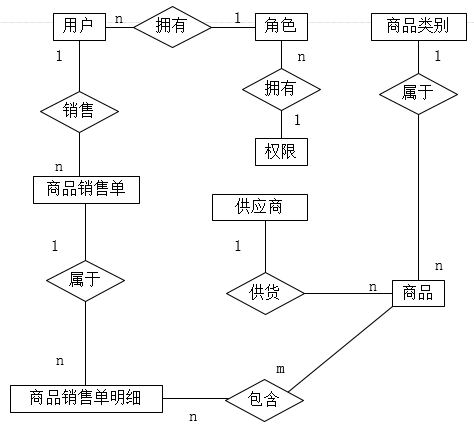 用户 n 拥有 1 角色 商品类别
1 n 1
销售 拥有 属于
n 1
权限
商品销售单 供应商
1 1
属于 供货 n 商品 n
n m
商品销售单明细 n 包含